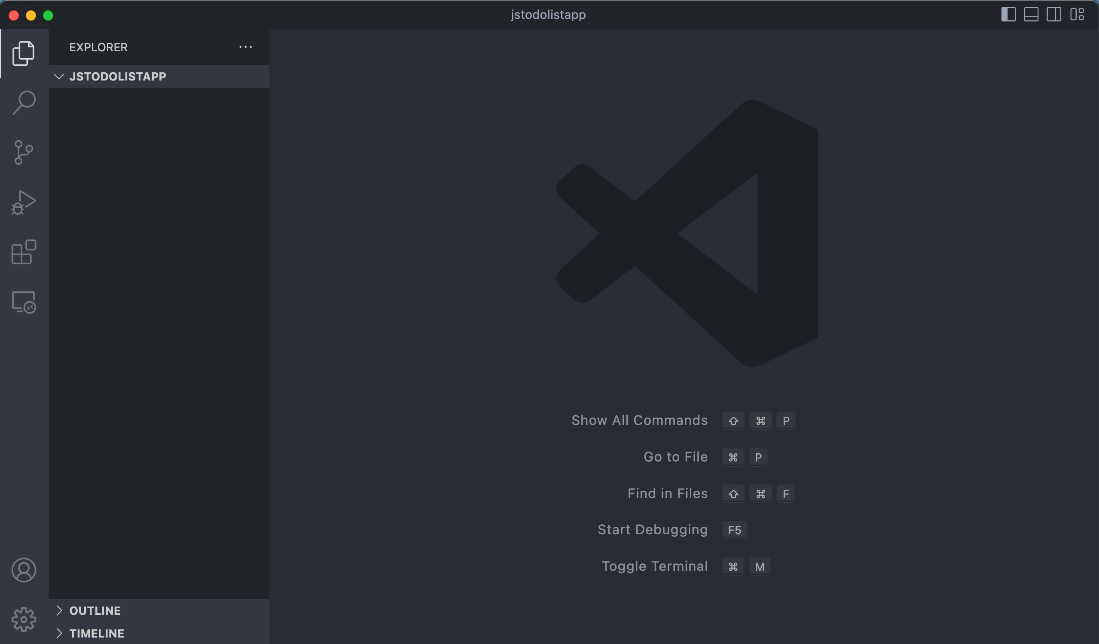 jstodolistapp
EXPLORER
JSTODOLISTAPP
Show All Commands ⇧ ⌘ P
Go to File ⌘ P
Find in Files ⇧ ⌘ F
Start Debugging F5
Toggle Terminal ⌘ M
OUTLINE
TIMELINE